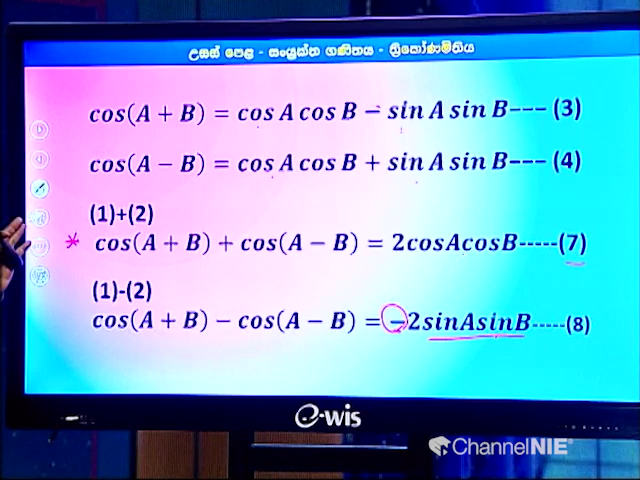 උසස් පෙළ - සංයුක්ත ගණිතය - ත්‍රිකෝණමිතිය
cos(A + B) = cos A cos B − sin A sin B--- (3)
cos(A − B) = cos A cos B + sin A sin B--- (4)
(1)+(2)
* cos(A + B) + cos(A − B) = 2cosAcosB-----(7)
(1)-(2)
cos(A + B) − cos(A − B) = −2sinAsinB-----(8)
e-wis
ChannelNIE